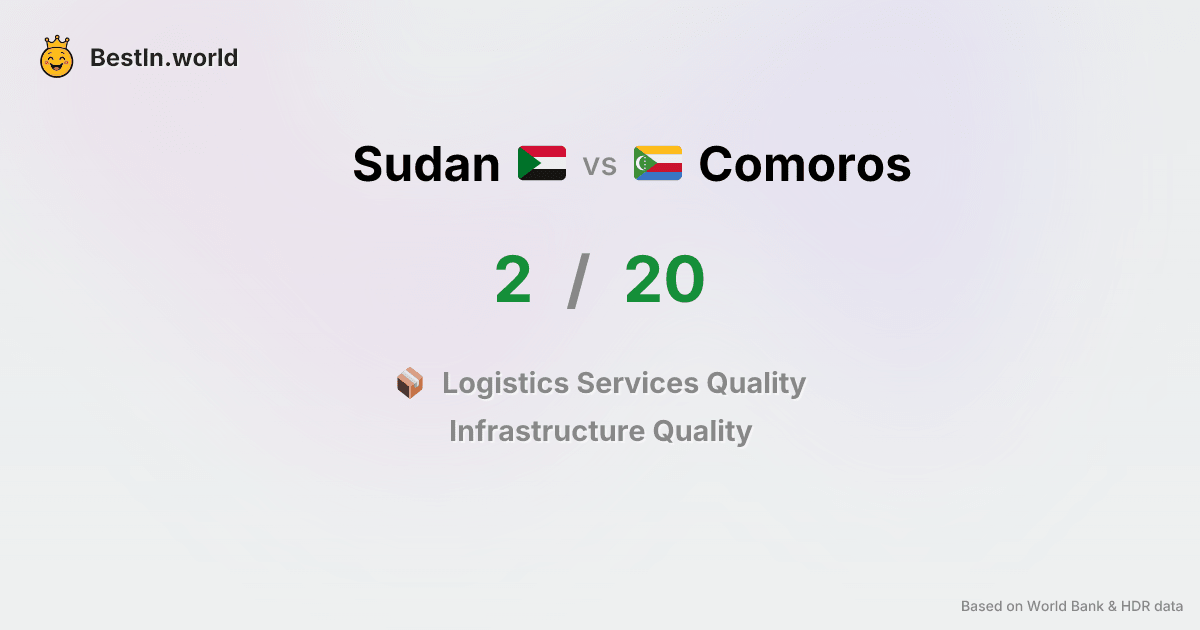 BestIn.world
Sudan vs Comoros
2 / 20
Logistics Services Quality
Infrastructure Quality
Based on World Bank & HDR data